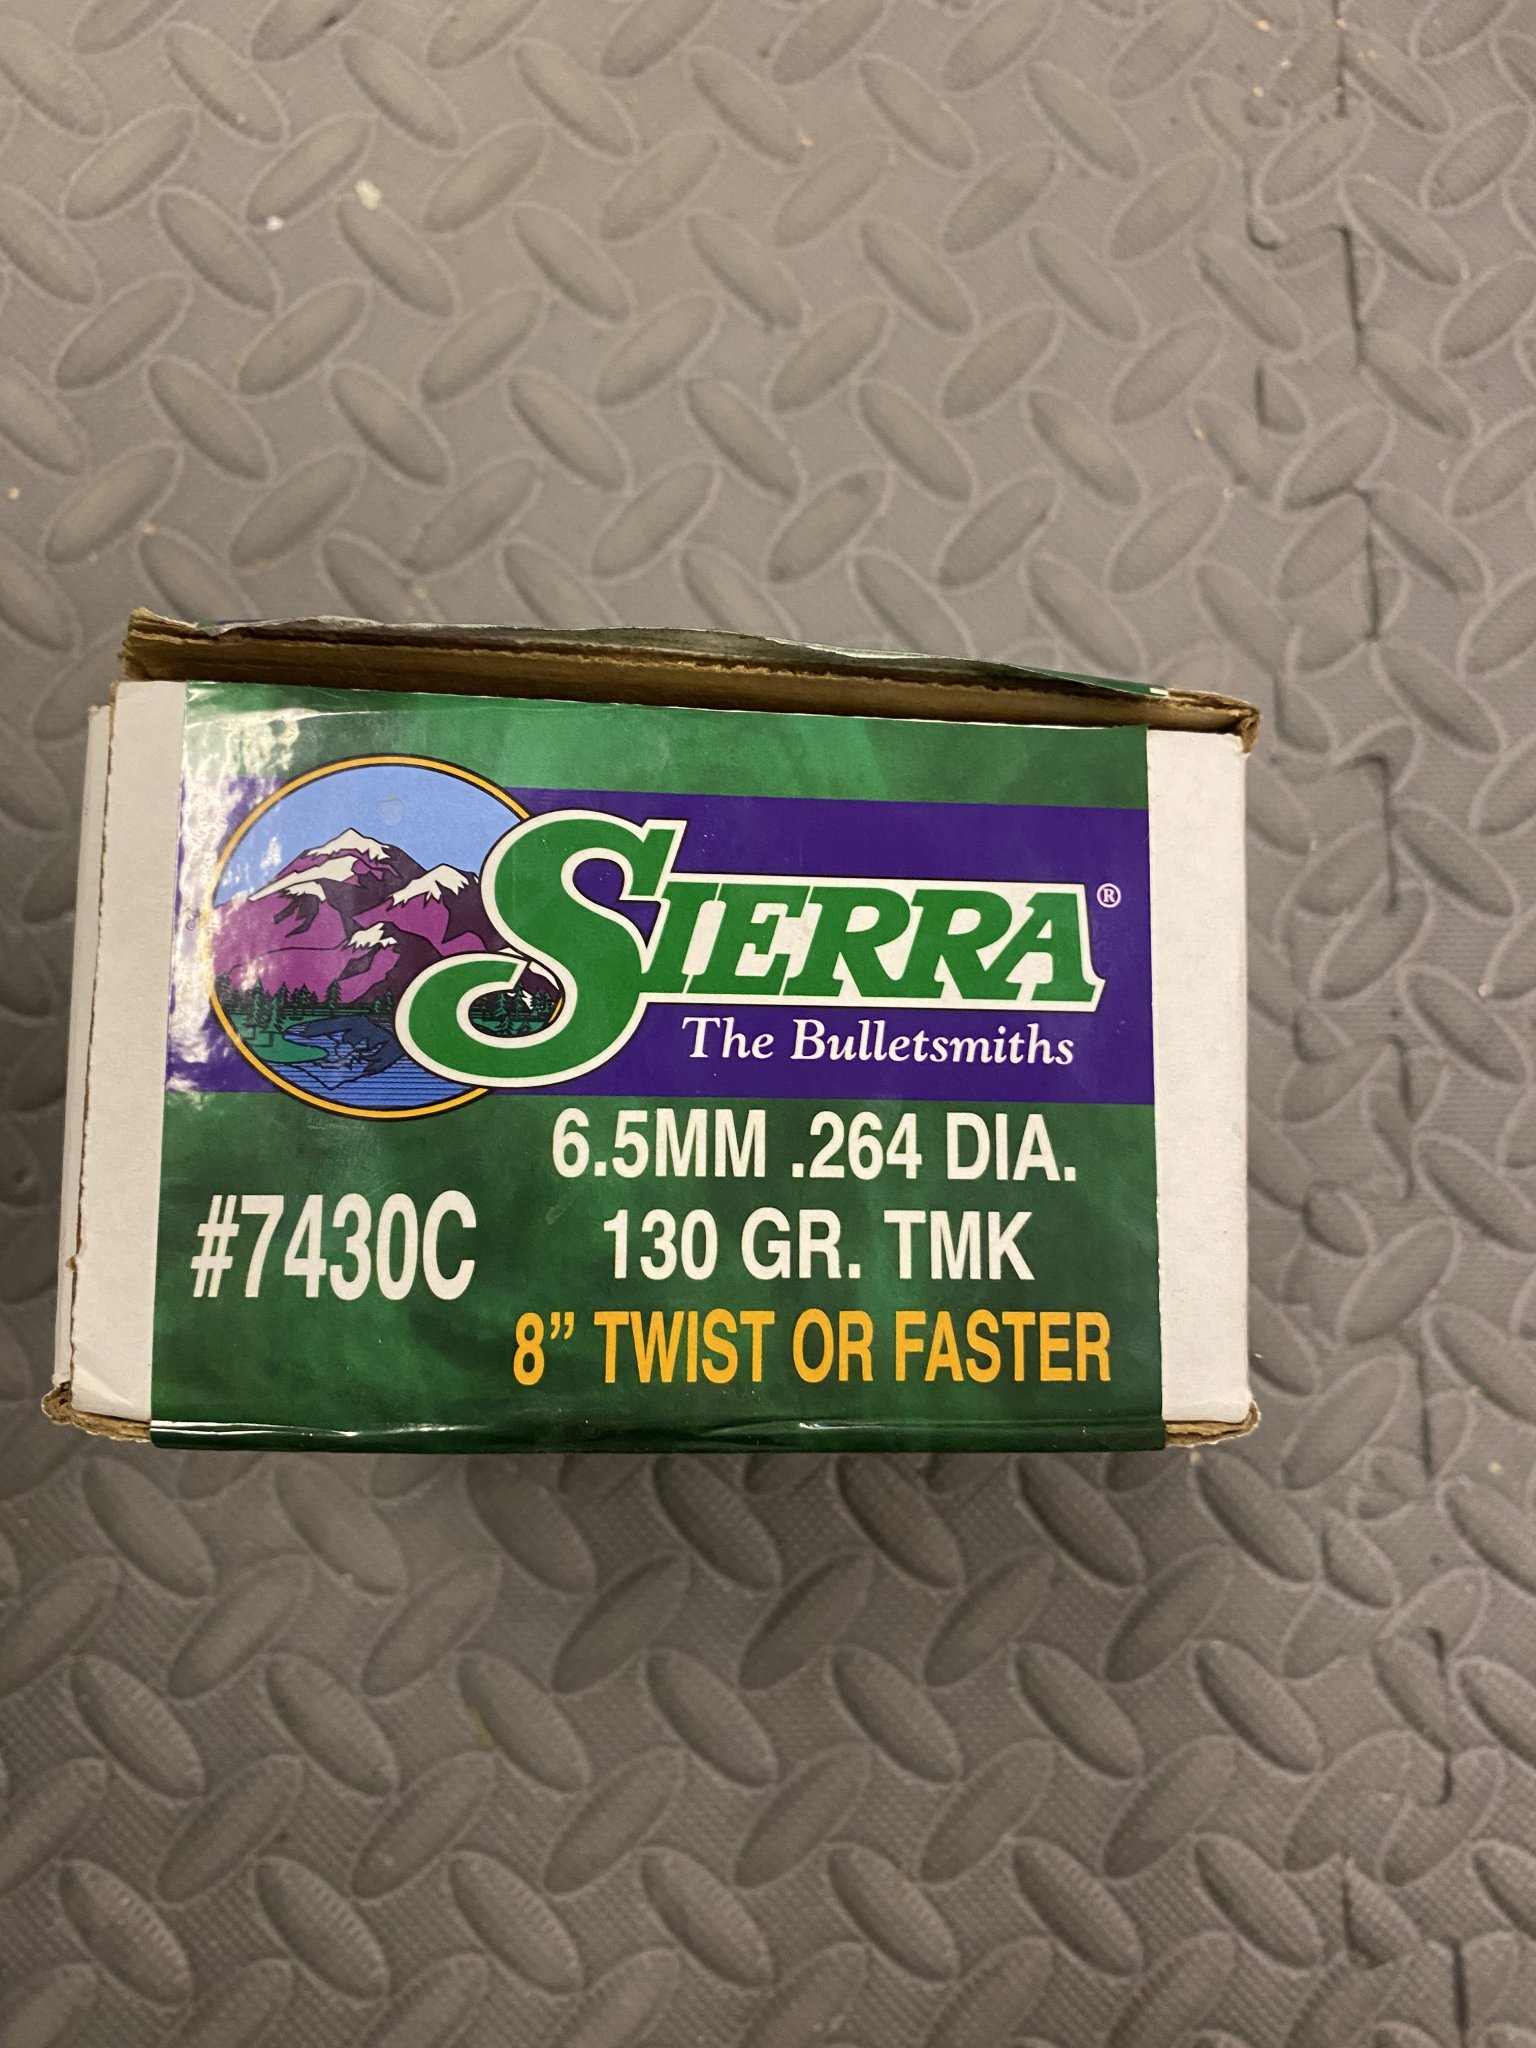 SIERRA®
The Bulletsmiths
6.5MM .264 DIA.
#7430C
130 GR. TMK
8” TWIST OR FASTER